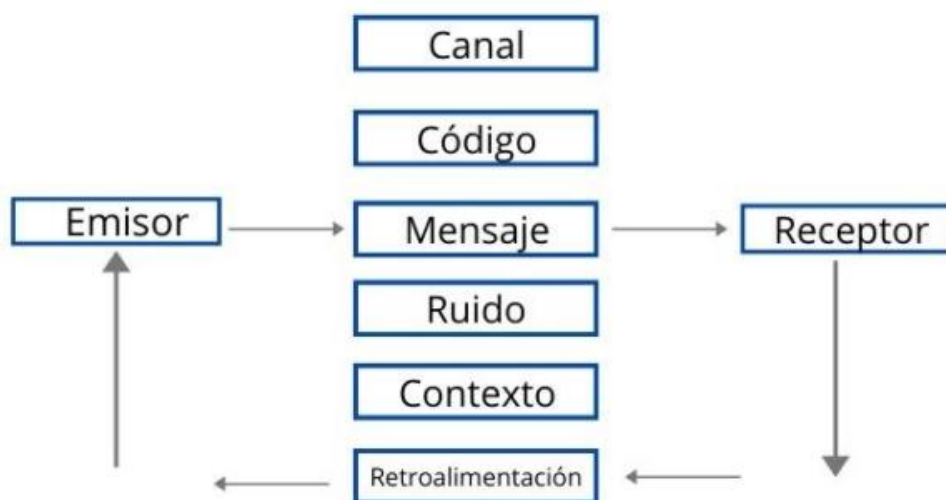 Canal
Código
Emisor
Mensaje
Receptor
Ruido
Contexto
Retroalimentación